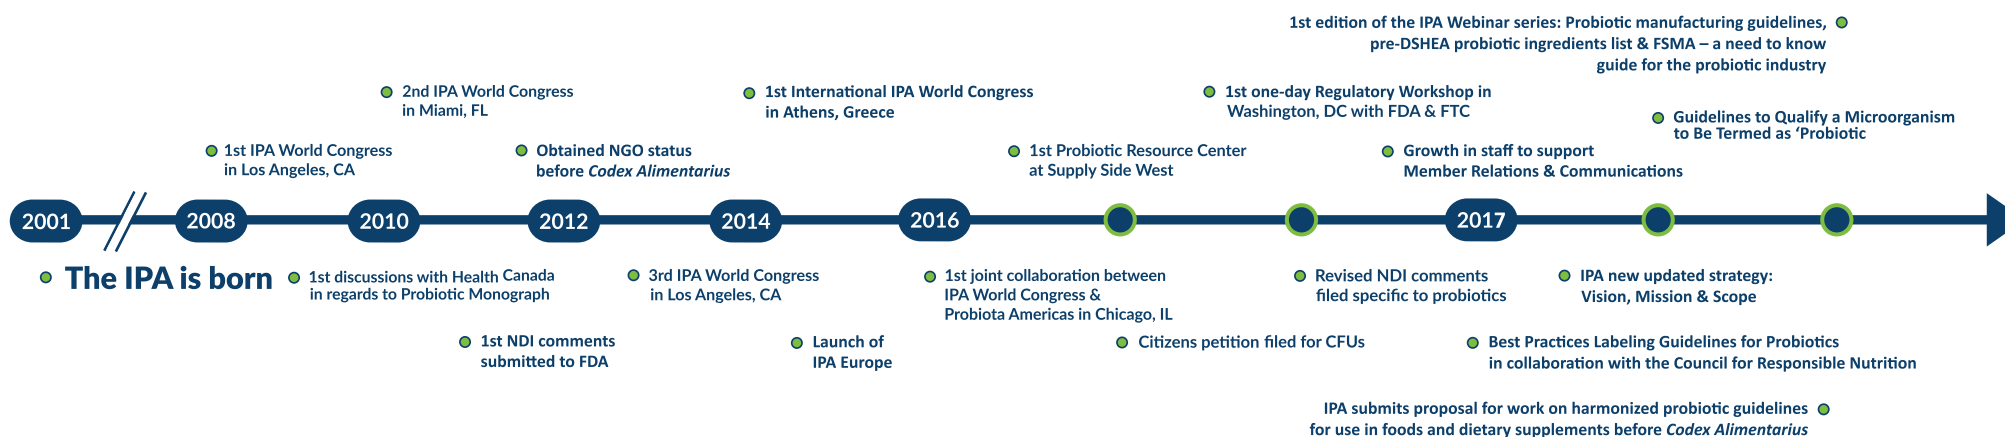 1st edition of the IPA Webinar series: Probiotic manufacturing guidelines,
pre-DSHEA probiotic ingredients list & FSMA – a need to know
guide for the probiotic industry
2nd IPA World Congress
in Miami, FL
1st International IPA World Congress
in Athens, Greece
1st one-day Regulatory Workshop in
Washington, DC with FDA & FTC
Guidelines to Qualify a Microorganism
to Be Termed as ‘Probiotic
1st IPA World Congress
in Los Angeles, CA
Obtained NGO status
before Codex Alimentarius
1st Probiotic Resource Center
at Supply Side West
Growth in staff to support
Member Relations & Communications
2001
2008
2010
2012
2014
2016
2017
The IPA is born
1st discussions with Health Canada
in regards to Probiotic Monograph
3rd IPA World Congress
in Los Angeles, CA
1st joint collaboration between
IPA World Congress &
Probiota Americas in Chicago, IL
Revised NDI comments
filed specific to probiotics
IPA new updated strategy:
Vision, Mission & Scope
1st NDI comments
submitted to FDA
Launch of
IPA Europe
Citizens petition filed for CFUs
Best Practices Labeling Guidelines for Probiotics
in collaboration with the Council for Responsible Nutrition
IPA submits proposal for work on harmonized probiotic guidelines
for use in foods and dietary supplements before Codex Alimentarius